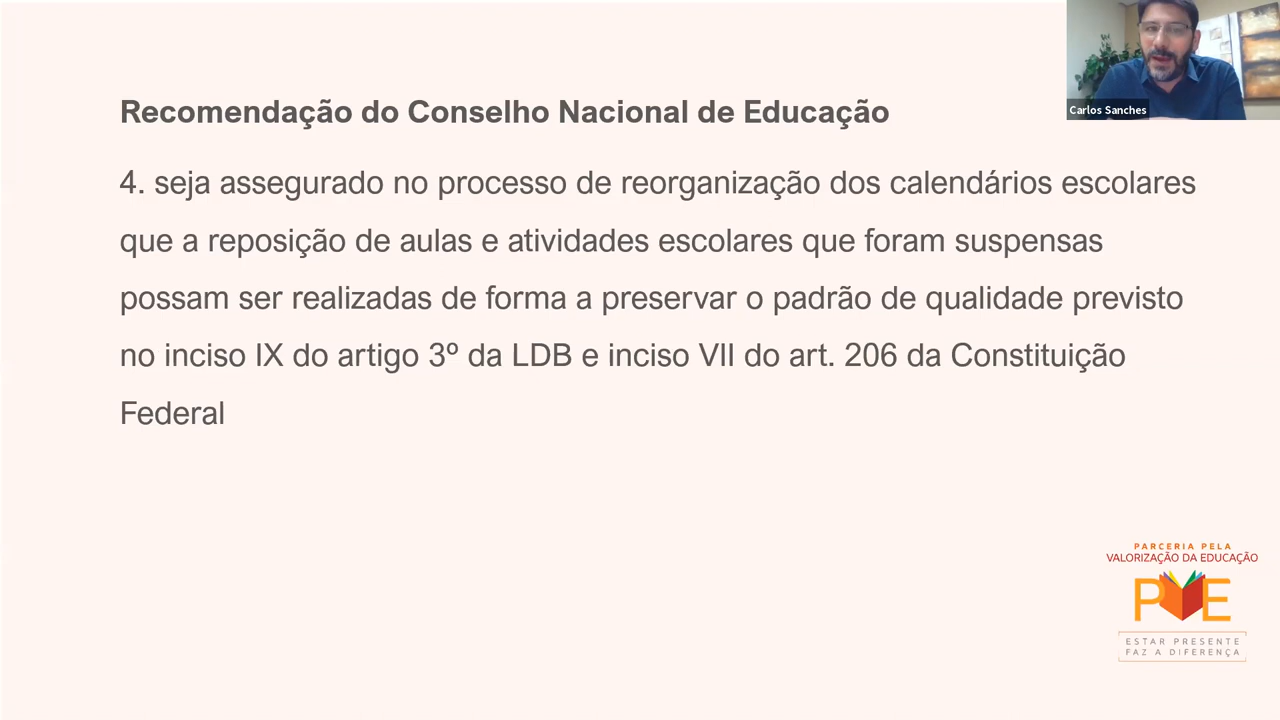 Carlos Sanches
Recomendação do Conselho Nacional de Educação
4. seja assegurado no processo de reorganização dos calendários escolares
que a reposição de aulas e atividades escolares que foram suspensas
possam ser realizadas de forma a preservar o padrão de qualidade previsto
no inciso IX do artigo 3º da LDB e inciso VII do art. 206 da Constituição
Federal
PARCERIA PELA
VALORIZAÇÃO DA EDUCAÇÃO
PVE
ESTAR PRESENTE
FAZ A DIFERENÇA